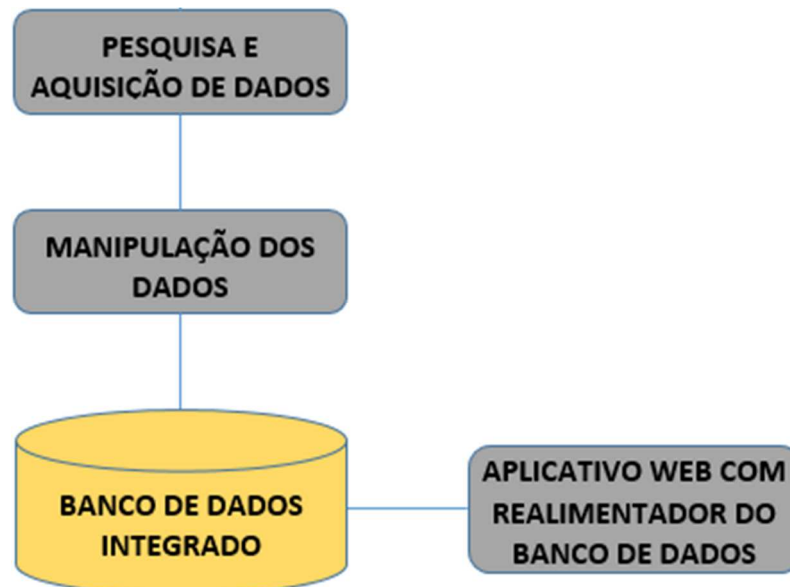 PESQUISA E
AQUISIÇÃO DE DADOS
MANIPULAÇÃO DOS
DADOS
BANCO DE DADOS
INTEGRADO
APLICATIVO WEB COM
REALIMENTADOR DO
BANCO DE DADOS